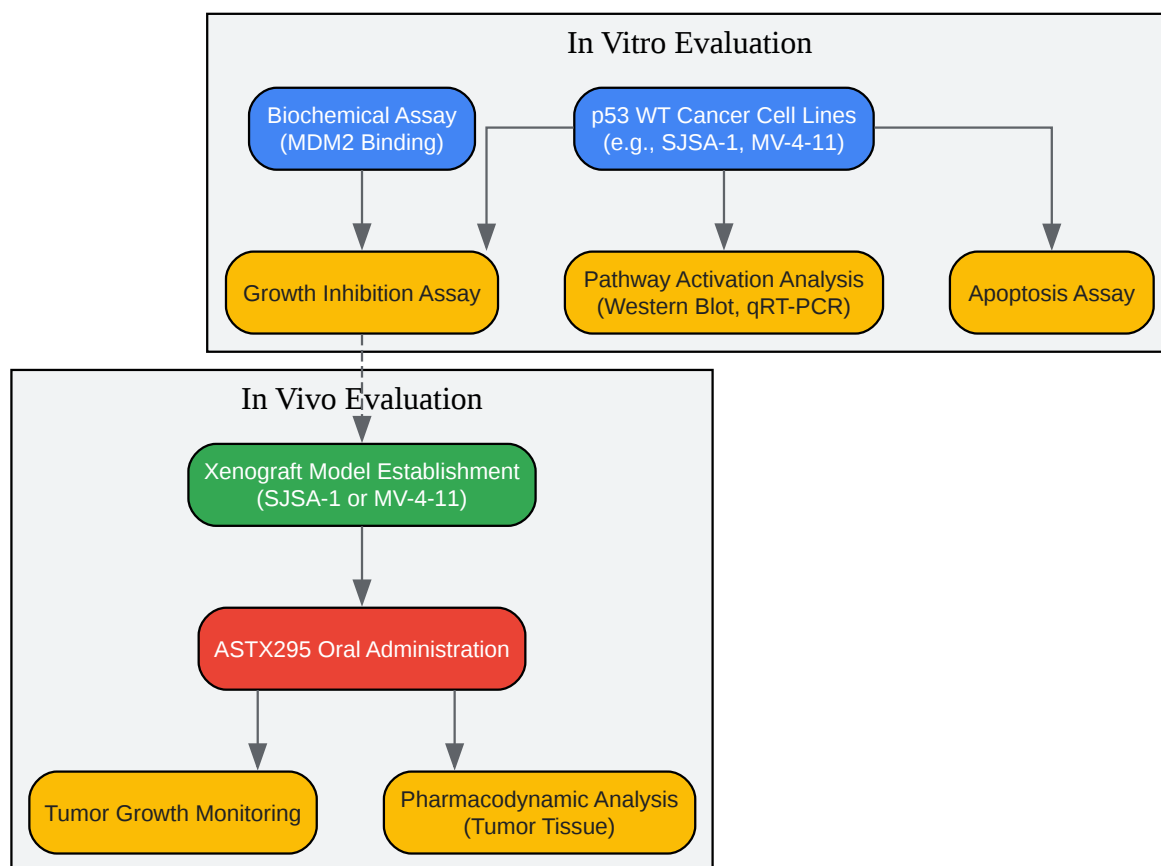 In Vitro Evaluation
Biochemical Assay
(MDM2 Binding)
p53 WT Cancer Cell Lines
(e.g., SJSA-1, MV-4-11)
Growth Inhibition Assay
Pathway Activation Analysis
(Western Blot, qRT-PCR)
Apoptosis Assay
In Vivo Evaluation
Xenograft Model Establishment
(SJSA-1 or MV-4-11)
ASTX295 Oral Administration
Tumor Growth Monitoring
Pharmacodynamic Analysis
(Tumor Tissue)